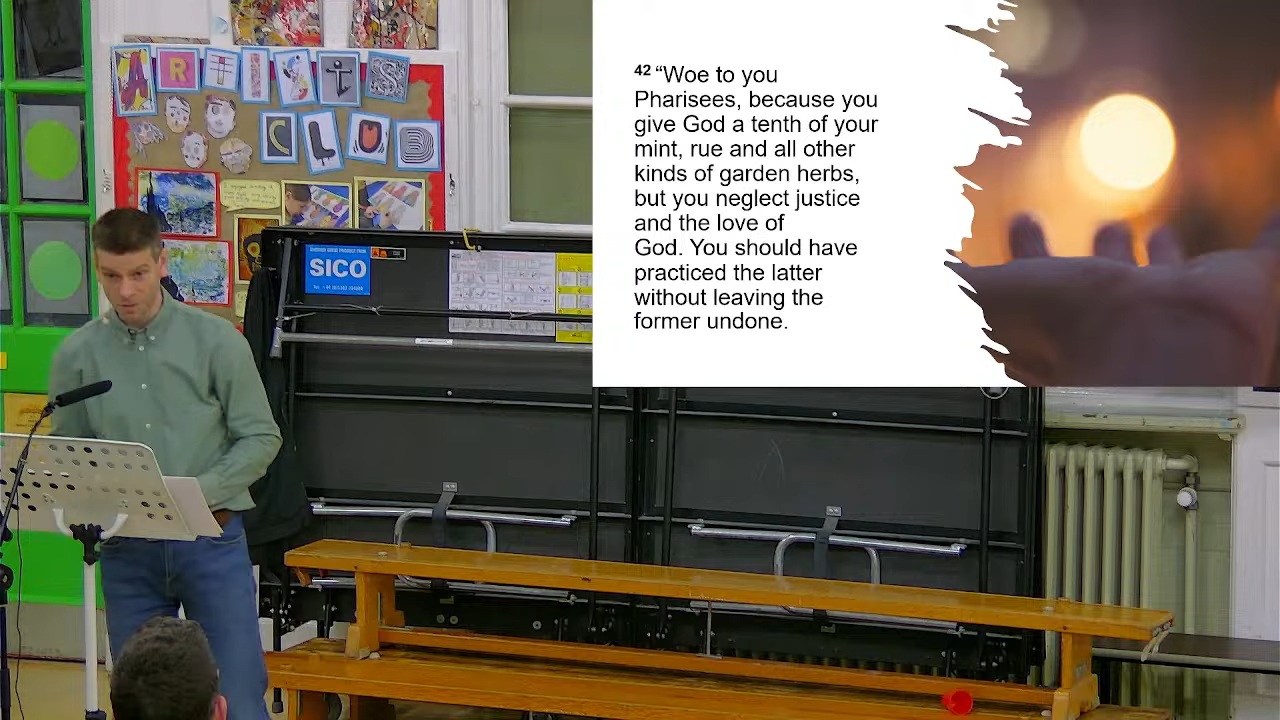 ARTIST'S
CLUB
SICO
42 “Woe to you
Pharisees, because you
give God a tenth of your
mint, rue and all other
kinds of garden herbs,
but you neglect justice
and the love of
God. You should have
practiced the latter
without leaving the
former undone.